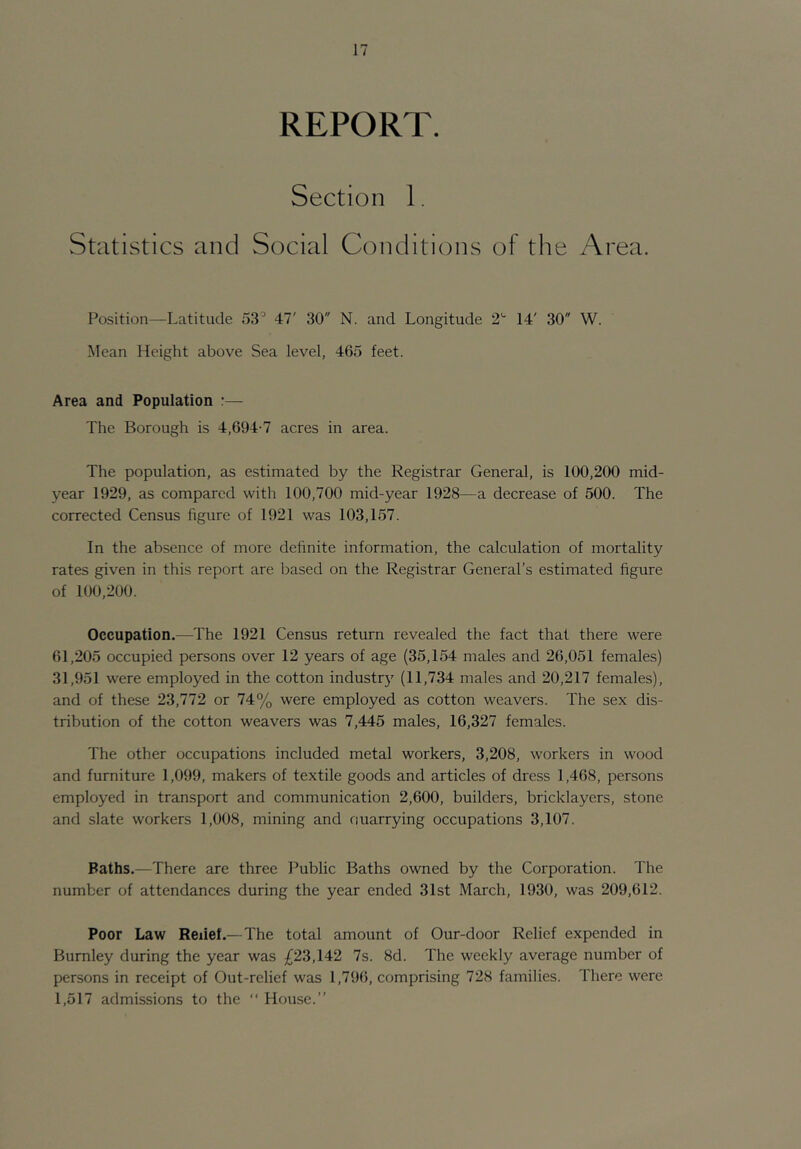 17
REPORT.
Section 1.
Statistics and Social Conditions of the Area.
Position—Latitude 53° 47′ 30″ N. and Longitude 2° 14′ 30″ W.
Mean Height above Sea level, 465 feet.
Area and Population :—
The Borough is 4,694·7 acres in area.
The population, as estimated by the Registrar General, is 100,200 mid-
year 1929, as compared with 100,700 mid-year 1928—a decrease of 500. The
corrected Census figure of 1921 was 103,157.
In the absence of more definite information, the calculation of mortality
rates given in this report are based on the Registrar General's estimated figure
of 100,200.
Occupation.—The 1921 Census return revealed the fact that there were
61,205 occupied persons over 12 years of age (35,154 males and 26,051 females)
31,951 were employed in the cotton industry (11,734 males and 20,217 females),
and of these 23,772 or 74% were employed as cotton weavers. The sex dis-
tribution of the cotton weavers was 7,445 males, 16,327 females.
The other occupations included metal workers, 3,208, workers in wood
and furniture 1,099, makers of textile goods and articles of dress 1,468, persons
employed in transport and communication 2,600, builders, bricklayers, stone
and slate workers 1,008, mining and quarrying occupations 3,107.
Baths.—There are three Public Baths owned by the Corporation. The
number of attendances during the year ended 31st March, 1930, was 209,612.
Poor Law Relief.—The total amount of Our-door Relief expended in
Burnley during the year was £23,142 7s. 8d. The weekly average number of
persons in receipt of Out-relief was 1,796, comprising 728 families. There were
1,517 admissions to the "House."